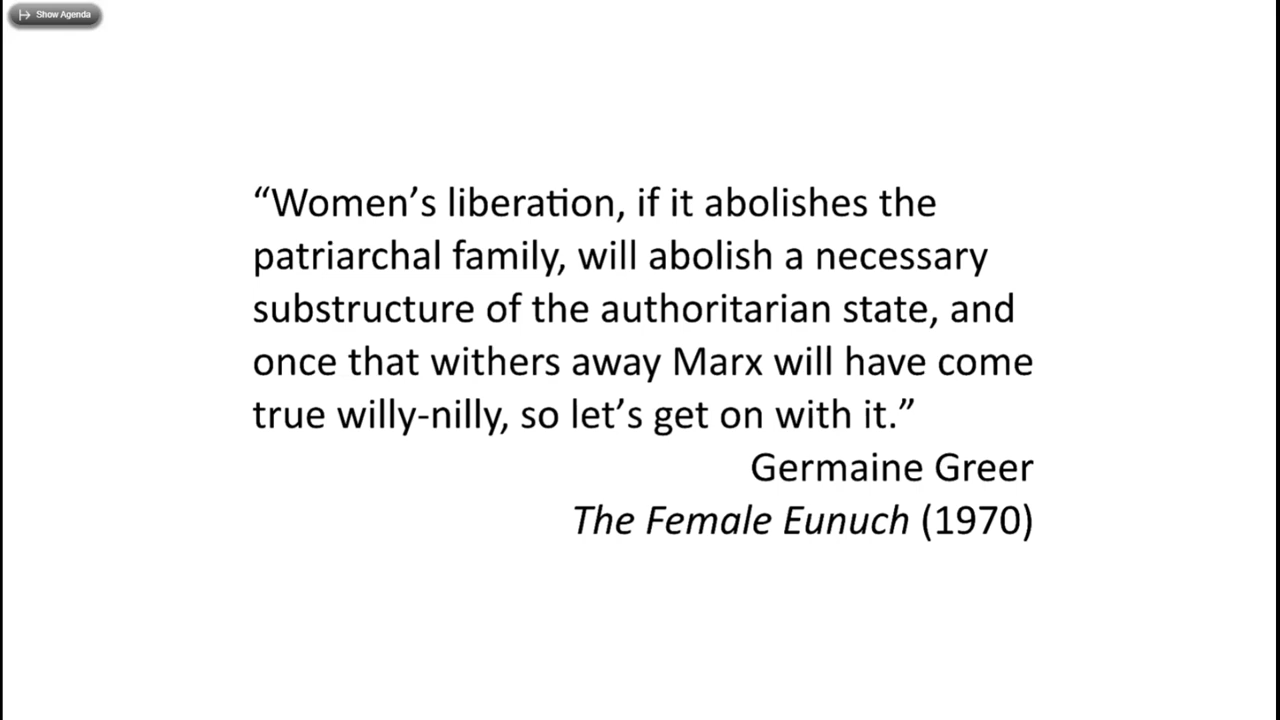 Show Agenda
“Women’s liberation, if it abolishes the
patriarchal family, will abolish a necessary
substructure of the authoritarian state, and
once that withers away Marx will have come
true willy-nilly, so let’s get on with it.”
Germaine Greer
The Female Eunuch (1970)